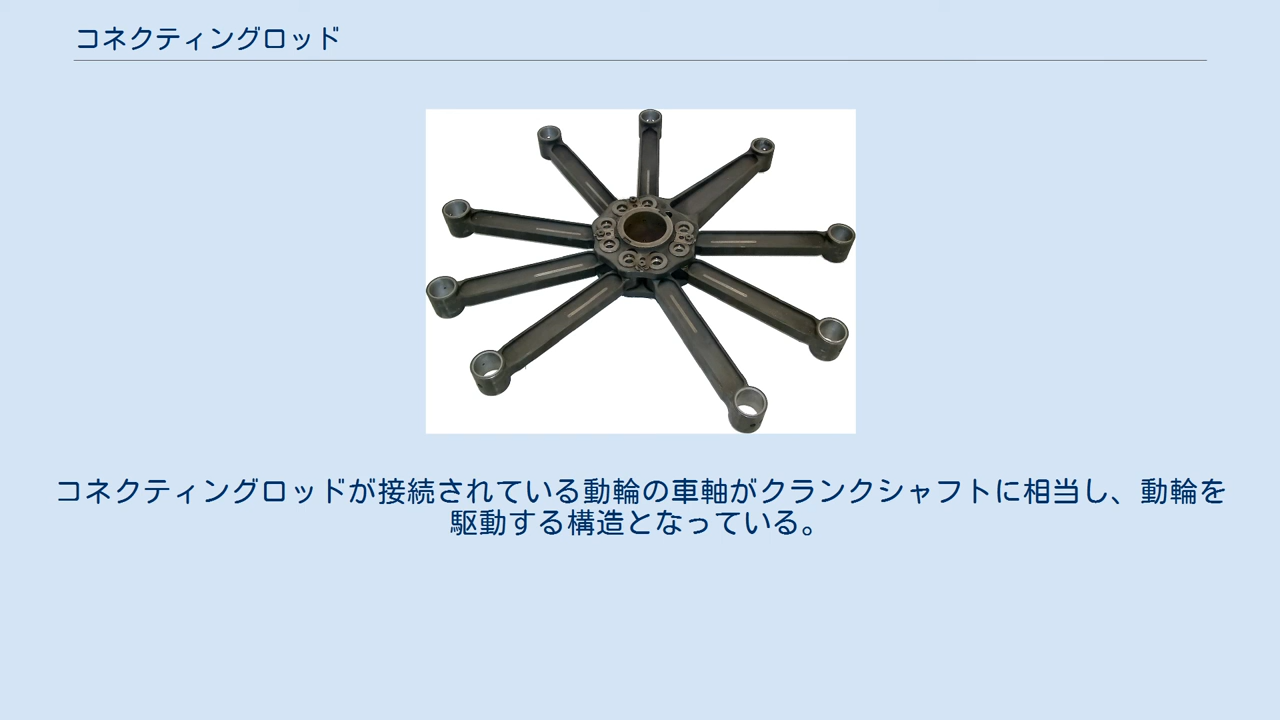 コネクティングロッド
コネクティングロッドが接続されている動輪の車軸がクランクシャフトに相当し、動輪を
駆動する構造となっている。